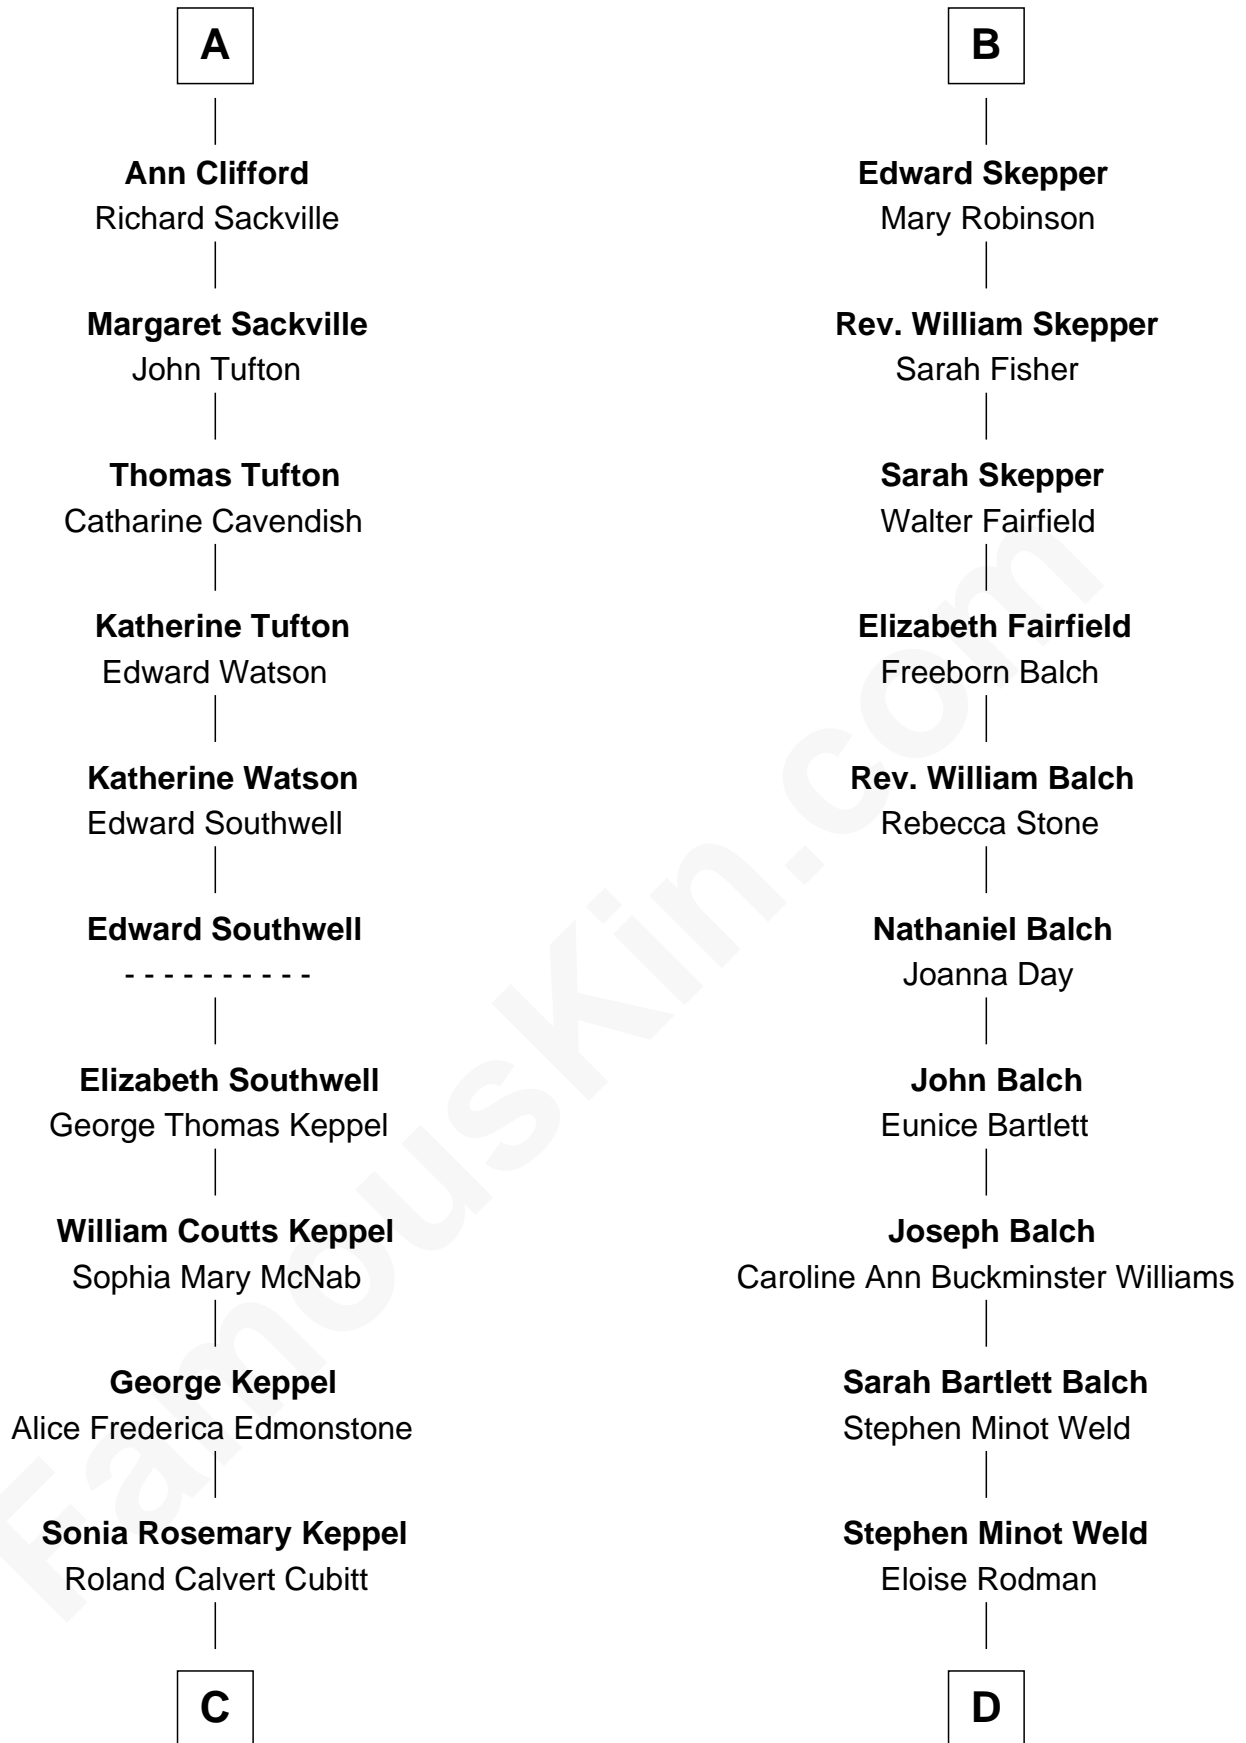 A
Ann Clifford
Richard Sackville
Margaret Sackville
John Tufton
Thomas Tufton
Catharine Cavendish
Katherine Tufton
Edward Watson
Katherine Watson
Edward Southwell
Edward Southwell
- - - - - - - - - -
Elizabeth Southwell
George Thomas Keppel
William Coutts Keppel
Sophia Mary McNab
George Keppel
Alice Frederica Edmonstone
Sonia Rosemary Keppel
Roland Calvert Cubitt
C
B
Edward Skepper
Mary Robinson
Rev. William Skepper
Sarah Fisher
Sarah Skepper
Walter Fairfield
Elizabeth Fairfield
Freeborn Balch
Rev. William Balch
Rebecca Stone
Nathaniel Balch
Joanna Day
John Balch
Eunice Bartlett
Joseph Balch
Caroline Ann Buckminster Williams
Sarah Bartlett Balch
Stephen Minot Weld
Stephen Minot Weld
Eloise Rodman
D
FamousKin.com